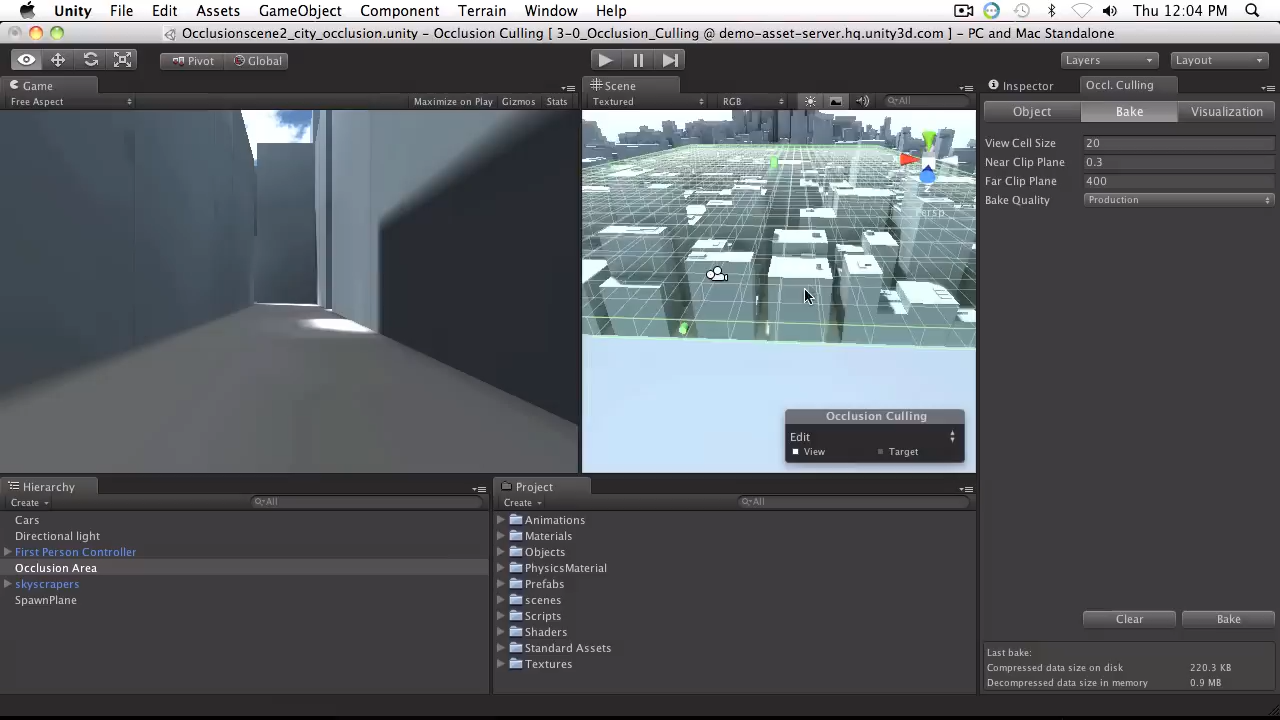 Unity File Edit Assets GameObject Component Terrain Window Help Thu 12:04 PM
Occlusionscene2_city_occlusion.unity - Occlusion Culling [ 3-0_Occlusion_Culling @ demo-asset-server.hq.unity3d.com ] - PC and Mac Standalone
Pivot Global Layers Layout
Game
Free Aspect Maximize on Play Gizmos Stats
Scene
Textured RGB All
Persp
Occlusion Culling
Edit
View Target
Inspector Occl. Culling
Object Bake Visualization
View Cell Size 20
Near Clip Plane 0.3
Far Clip Plane 400
Bake Quality Production
Clear Bake
Last bake:
Compressed data size on disk 220.3 KB
Decompressed data size in memory 0.9 MB
Hierarchy
Create All
Cars
Directional light
First Person Controller
Occlusion Area
skyscrapers
SpawnPlane
Project
Create All
Animations
Materials
Objects
PhysicsMaterial
Prefabs
scenes
Scripts
Shaders
Standard Assets
Textures